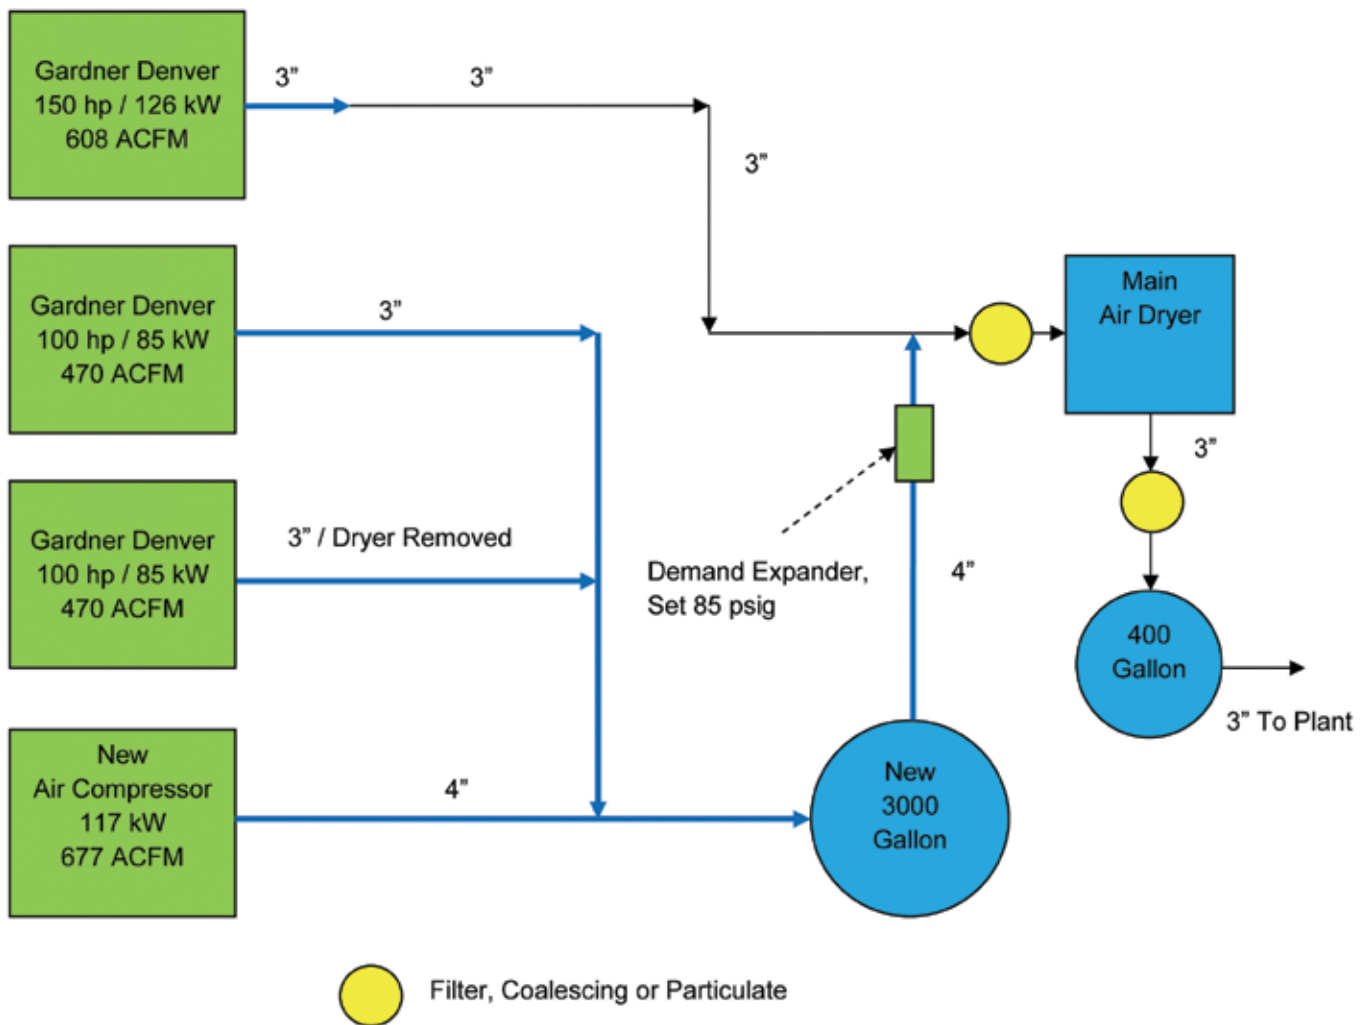 Gardner Denver
150 hp / 126 kW
608 ACFM
3”
3”
3”
Gardner Denver
100 hp / 85 kW
470 ACFM
3”
Main
Air Dryer
3”
Gardner Denver
100 hp / 85 kW
470 ACFM
3” / Dryer Removed
Demand Expander,
Set 85 psig
4”
400
Gallon
3” To Plant
New
Air Compressor
117 kW
677 ACFM
4”
New
3000
Gallon
Filter, Coalescing or Particulate